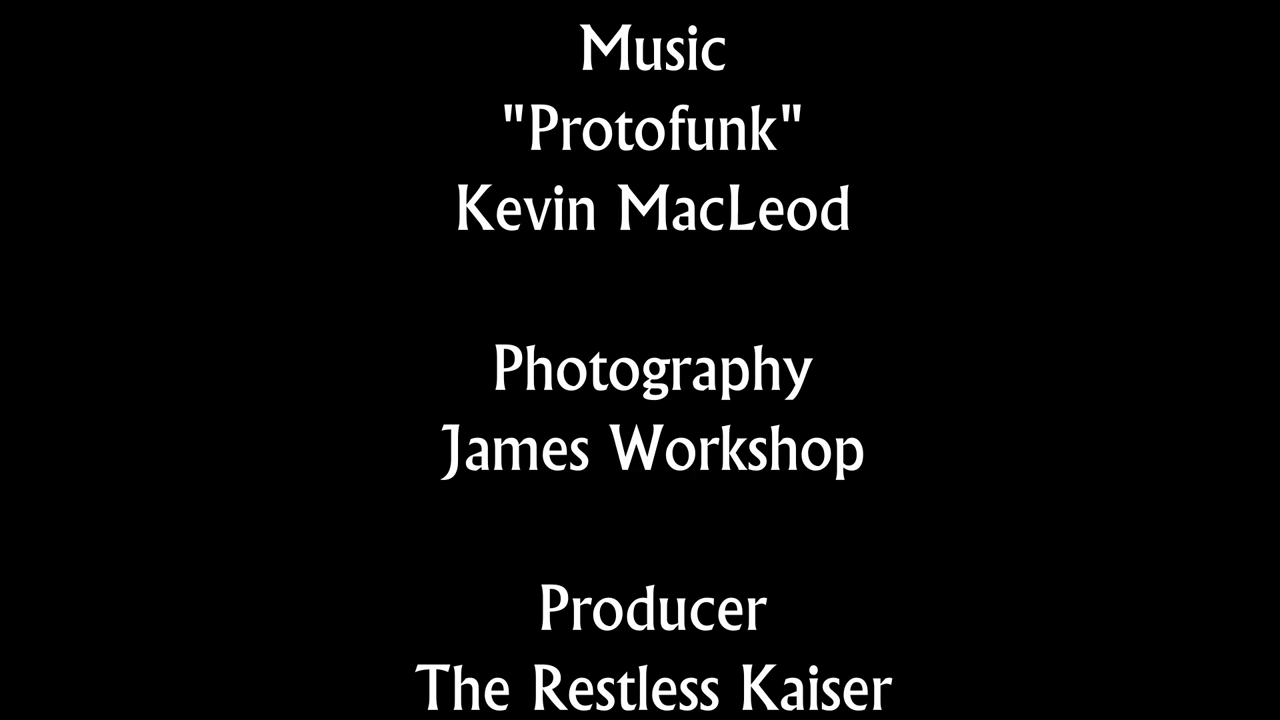 Music
"Protofunk"
Kevin MacLeod
Photography
James Workshop
Producer
The Restless Kaiser